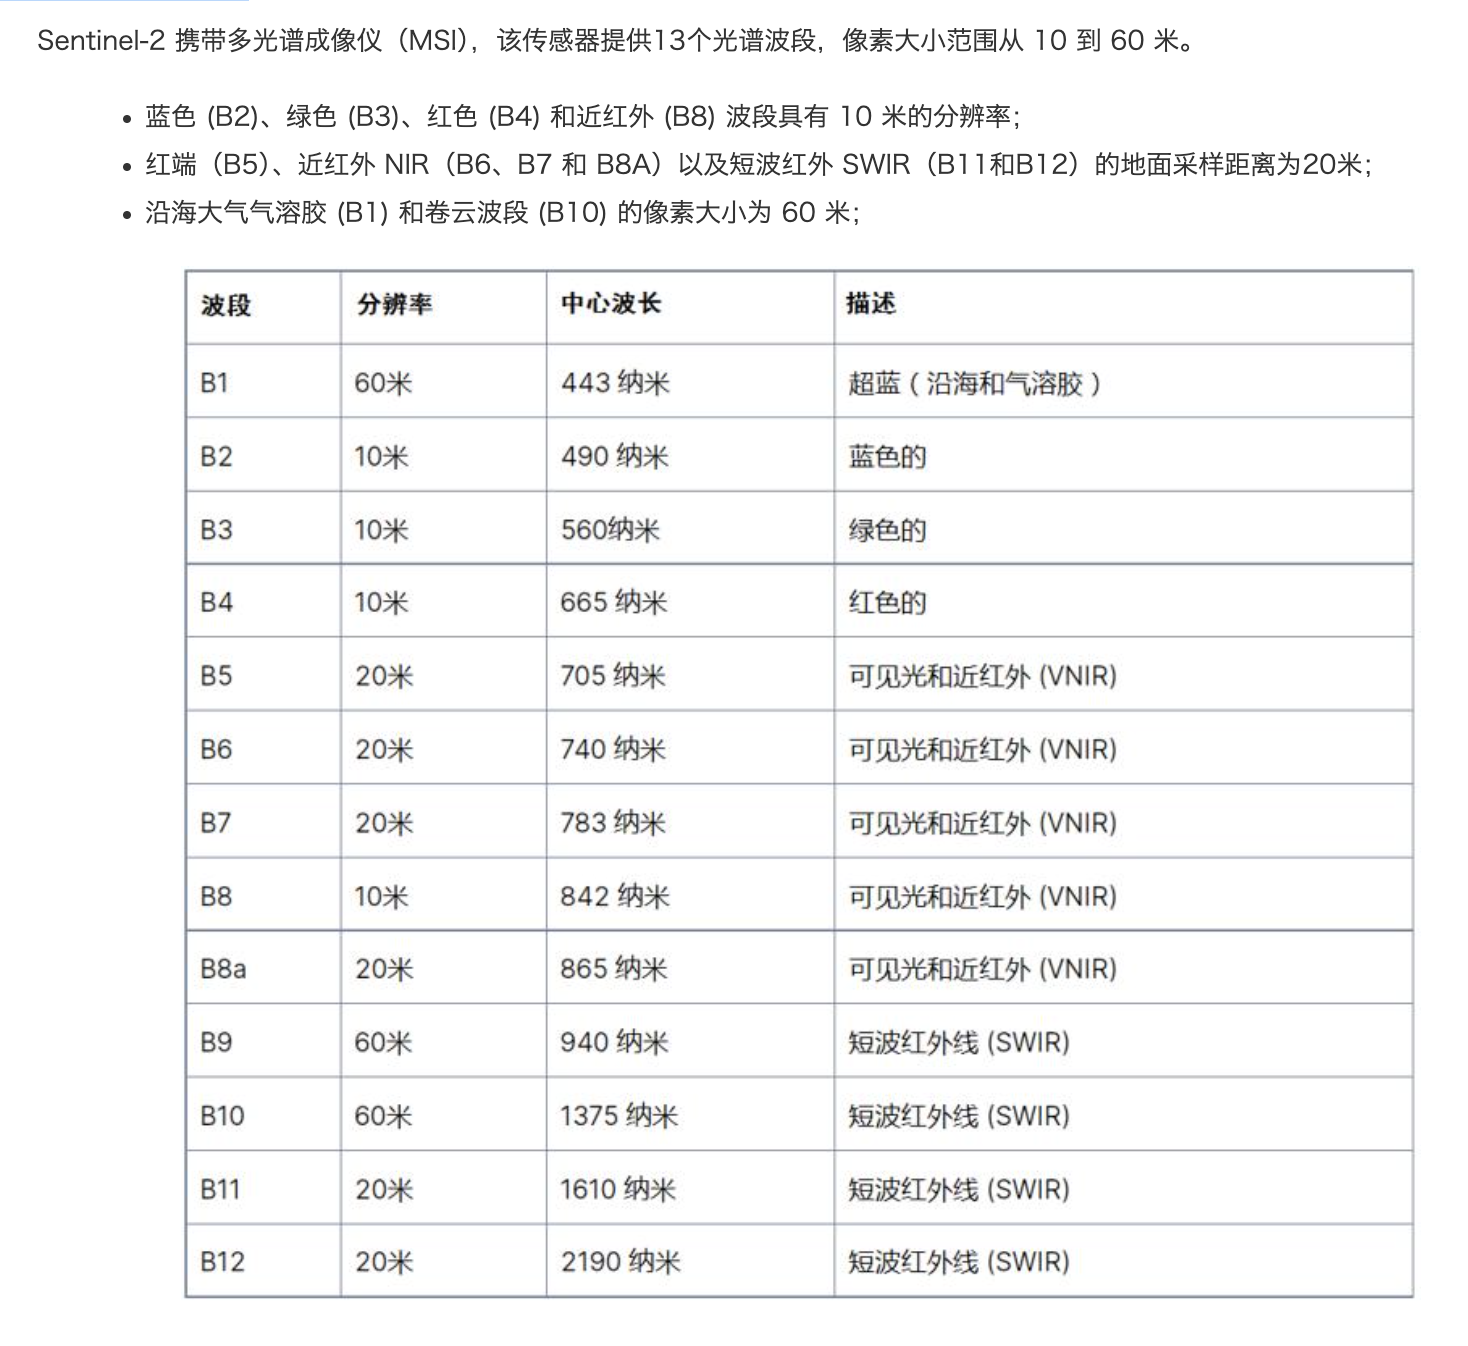 Sentinel-2 携带多光谱成像仪（MSI），该传感器提供13个光谱波段，像素大小范围从 10 到 60 米。
• 蓝色 (B2)、绿色 (B3)、红色 (B4) 和近红外 (B8) 波段具有 10 米的分辨率；
• 红端（B5）、近红外 NIR（B6、B7 和 B8A）以及短波红外 SWIR（B11和B12）的地面采样距离为20米；
• 沿海大气气溶胶 (B1) 和卷云波段 (B10) 的像素大小为 60 米；
波段 分辨率 中心波长 描述
B1 60米 443 纳米 超蓝（沿海和气溶胶）
B2 10米 490 纳米 蓝色的
B3 10米 560纳米 绿色的
B4 10米 665 纳米 红色的
B5 20米 705 纳米 可见光和近红外 (VNIR)
B6 20米 740 纳米 可见光和近红外 (VNIR)
B7 20米 783 纳米 可见光和近红外 (VNIR)
B8 10米 842 纳米 可见光和近红外 (VNIR)
B8a 20米 865 纳米 可见光和近红外 (VNIR)
B9 60米 940 纳米 短波红外线 (SWIR)
B10 60米 1375 纳米 短波红外线 (SWIR)
B11 20米 1610 纳米 短波红外线 (SWIR)
B12 20米 2190 纳米 短波红外线 (SWIR)